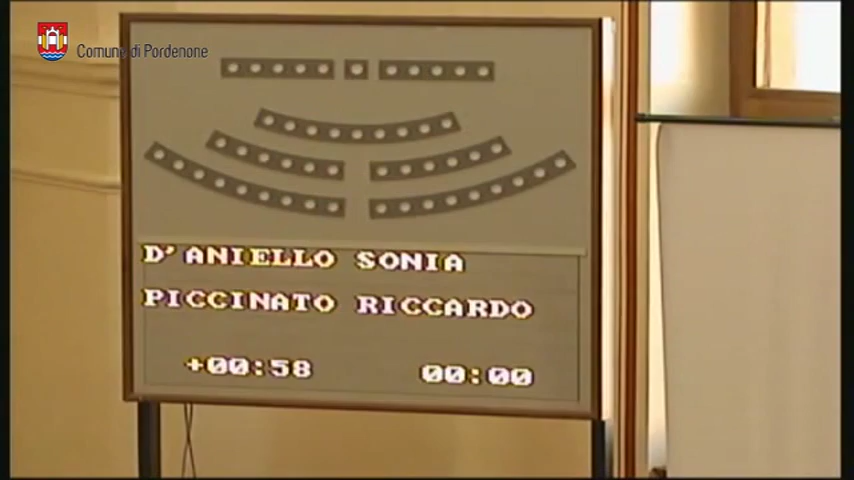 Comune di Pordenone
D'ANIELLO SONIA
PICCINATO RICCARDO
+00:58 00:00